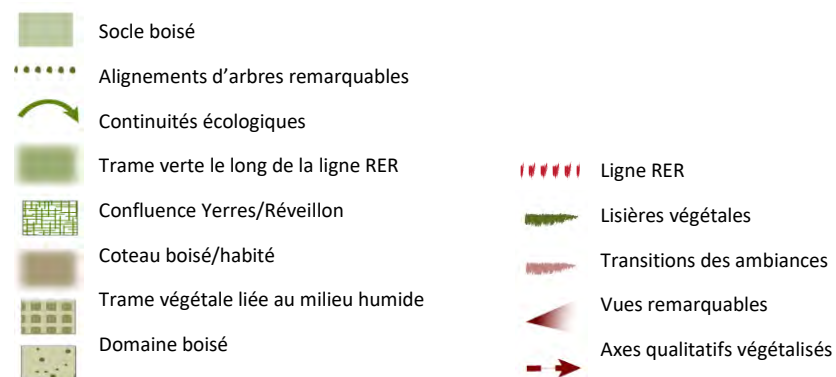 Socle boisé
Alignements d'arbres remarquables
Continuités écologiques
Trame verte le long de la ligne RER
Confluence Yerres/Réveillon
Coteau boisé/habité
Trame végétale liée au milieu humide
Domaine boisé
Ligne RER
Lisières végétales
Transitions des ambiances
Vues remarquables
Axes qualitatifs végétalisés